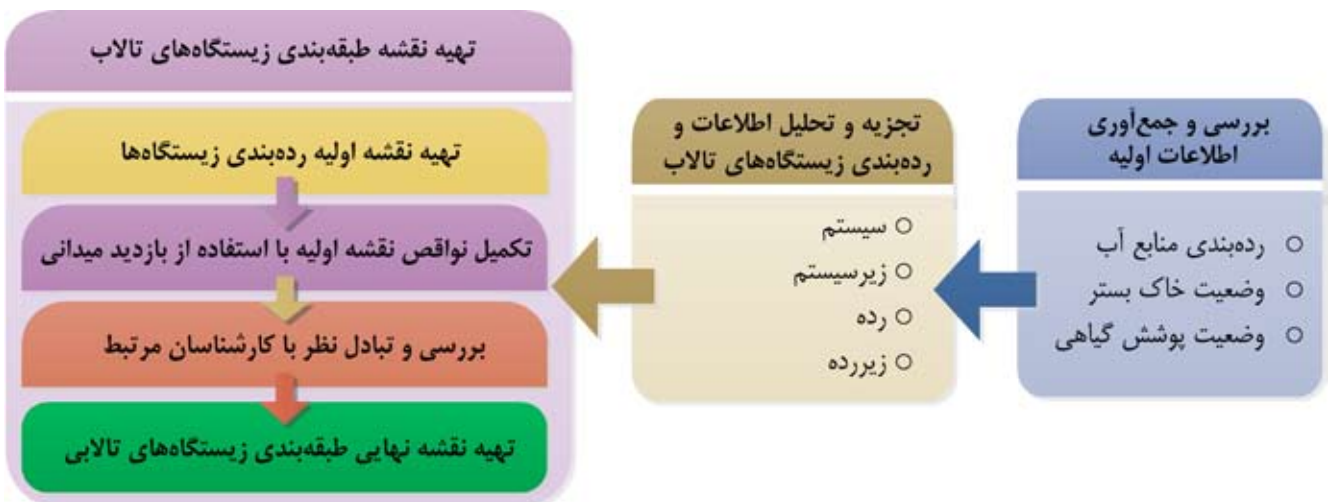 بررسی و جمع‌آوری
اطلاعات اولیه
○ رده‌بندی منابع آب
○ وضعیت خاک بستر
○ وضعیت پوشش گیاهی
تجزیه و تحلیل اطلاعات و
رده‌بندی زیستگاه‌های تالاب
○ سیستم
○ زیرسیستم
○ رده
○ زیررده
تهیه نقشه طبقه‌بندی زیستگاه‌های تالاب
تهیه نقشه اولیه رده‌بندی زیستگاه‌ها
تکمیل نواقص نقشه اولیه با استفاده از بازدید میدانی
بررسی و تبادل نظر با کارشناسان مرتبط
تهیه نقشه نهایی طبقه‌بندی زیستگاه‌های تالابی